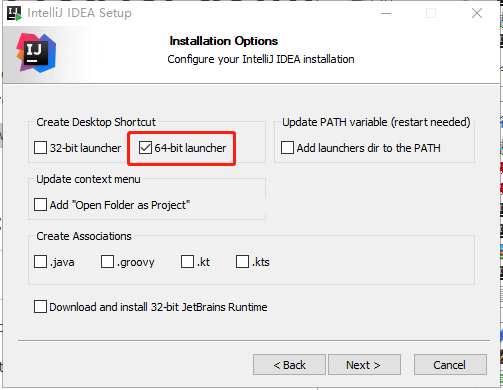 IntelliJ IDEA Setup
IJ
Installation Options
Configure your IntelliJ IDEA installation
Create Desktop Shortcut
32-bit launcher
64-bit launcher
Update PATH variable (restart needed)
Add launchers dir to the PATH
Update context menu
Add "Open Folder as Project"
Create Associations
.java .groovy .kt .kts
Download and install 32-bit JetBrains Runtime
< Back Next > Cancel